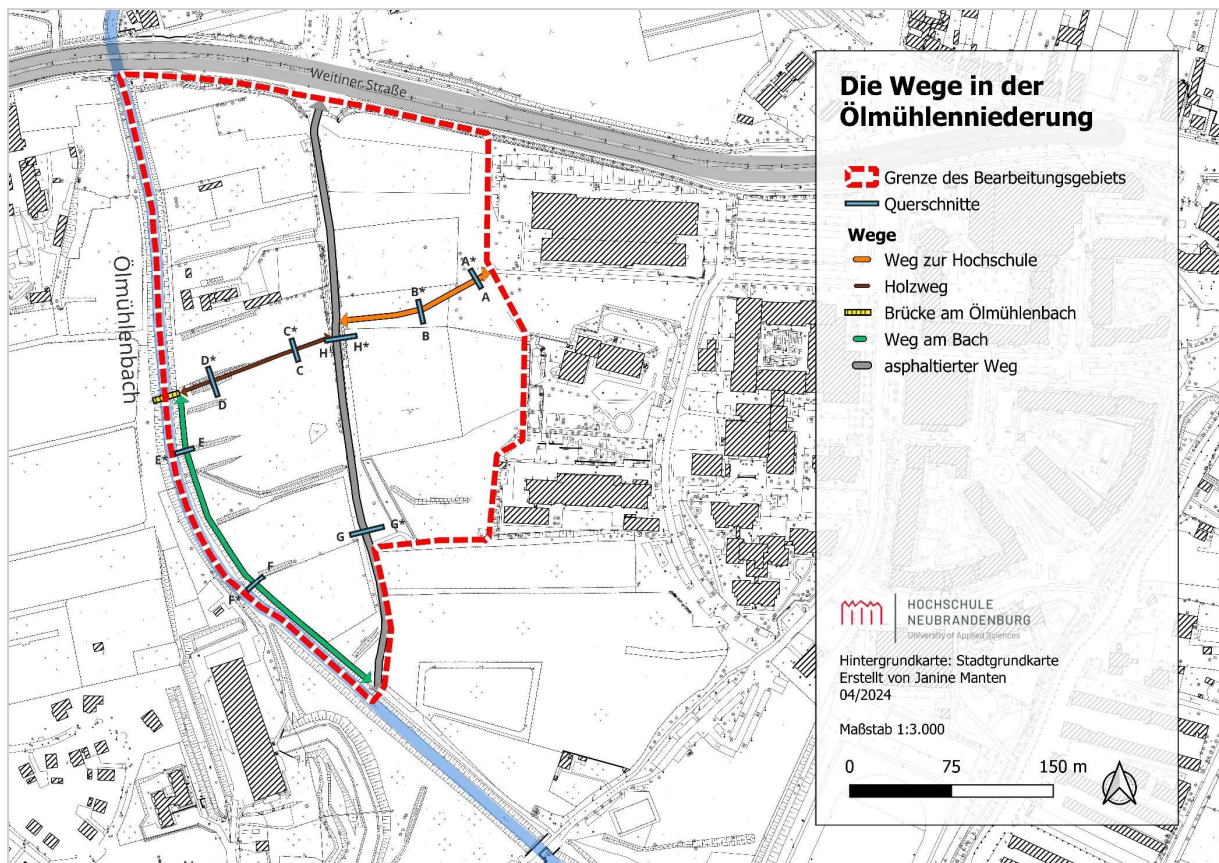 Weitiner Straße
Ölmühlenbach
A*
A
B*
B
C*
C
H
H*
D*
D
E
E*
G*
G
F
F*
Die Wege in der
Ölmühlenniederung
Grenze des Bearbeitungsgebiets
Querschnitte
Wege
Weg zur Hochschule
Holzweg
Brücke am Ölmühlenbach
Weg am Bach
asphaltierter Weg
HOCHSCHULE
NEUBRANDENBURG
University of Applied Sciences
Hintergrundkarte: Stadtgrundkarte
Erstellt von Janine Manten
04/2024
Maßstab 1:3.000
0 75 150 m